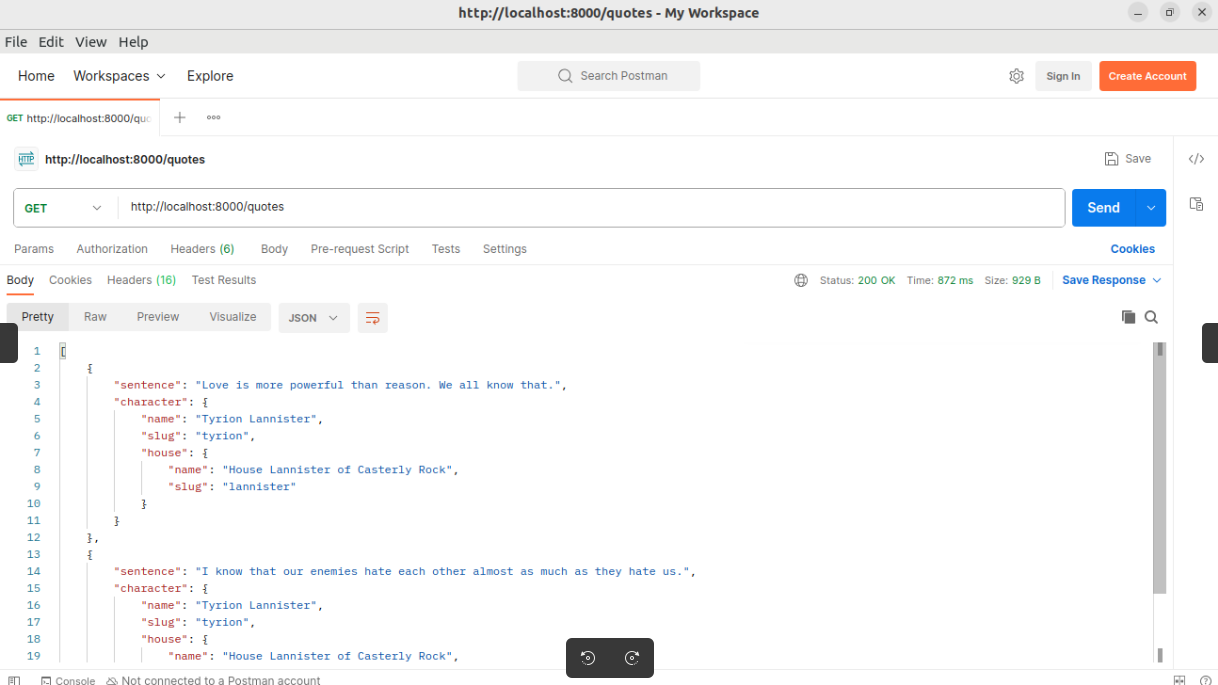 http://localhost:8000/quotes - My Workspace
File Edit View Help
Home Workspaces Explore Search Postman Sign In Create Account
GET http://localhost:8000/quo
HTTP http://localhost:8000/quotes Save </>
GET http://localhost:8000/quotes Send
Params Authorization Headers (6) Body Pre-request Script Tests Settings Cookies
Body Cookies Headers (16) Test Results Status: 200 OK Time: 872 ms Size: 929 B Save Response
Pretty Raw Preview Visualize JSON
1 [
2 {
3 "sentence": "Love is more powerful than reason. We all know that.",
4 "character": {
5 "name": "Tyrion Lannister",
6 "slug": "tyrion",
7 "house": {
8 "name": "House Lannister of Casterly Rock",
9 "slug": "lannister"
10 }
11 }
12 },
13 {
14 "sentence": "I know that our enemies hate each other almost as much as they hate us.",
15 "character": {
16 "name": "Tyrion Lannister",
17 "slug": "tyrion",
18 "house": {
19 "name": "House Lannister of Casterly Rock",
Console Not connected to a Postman account